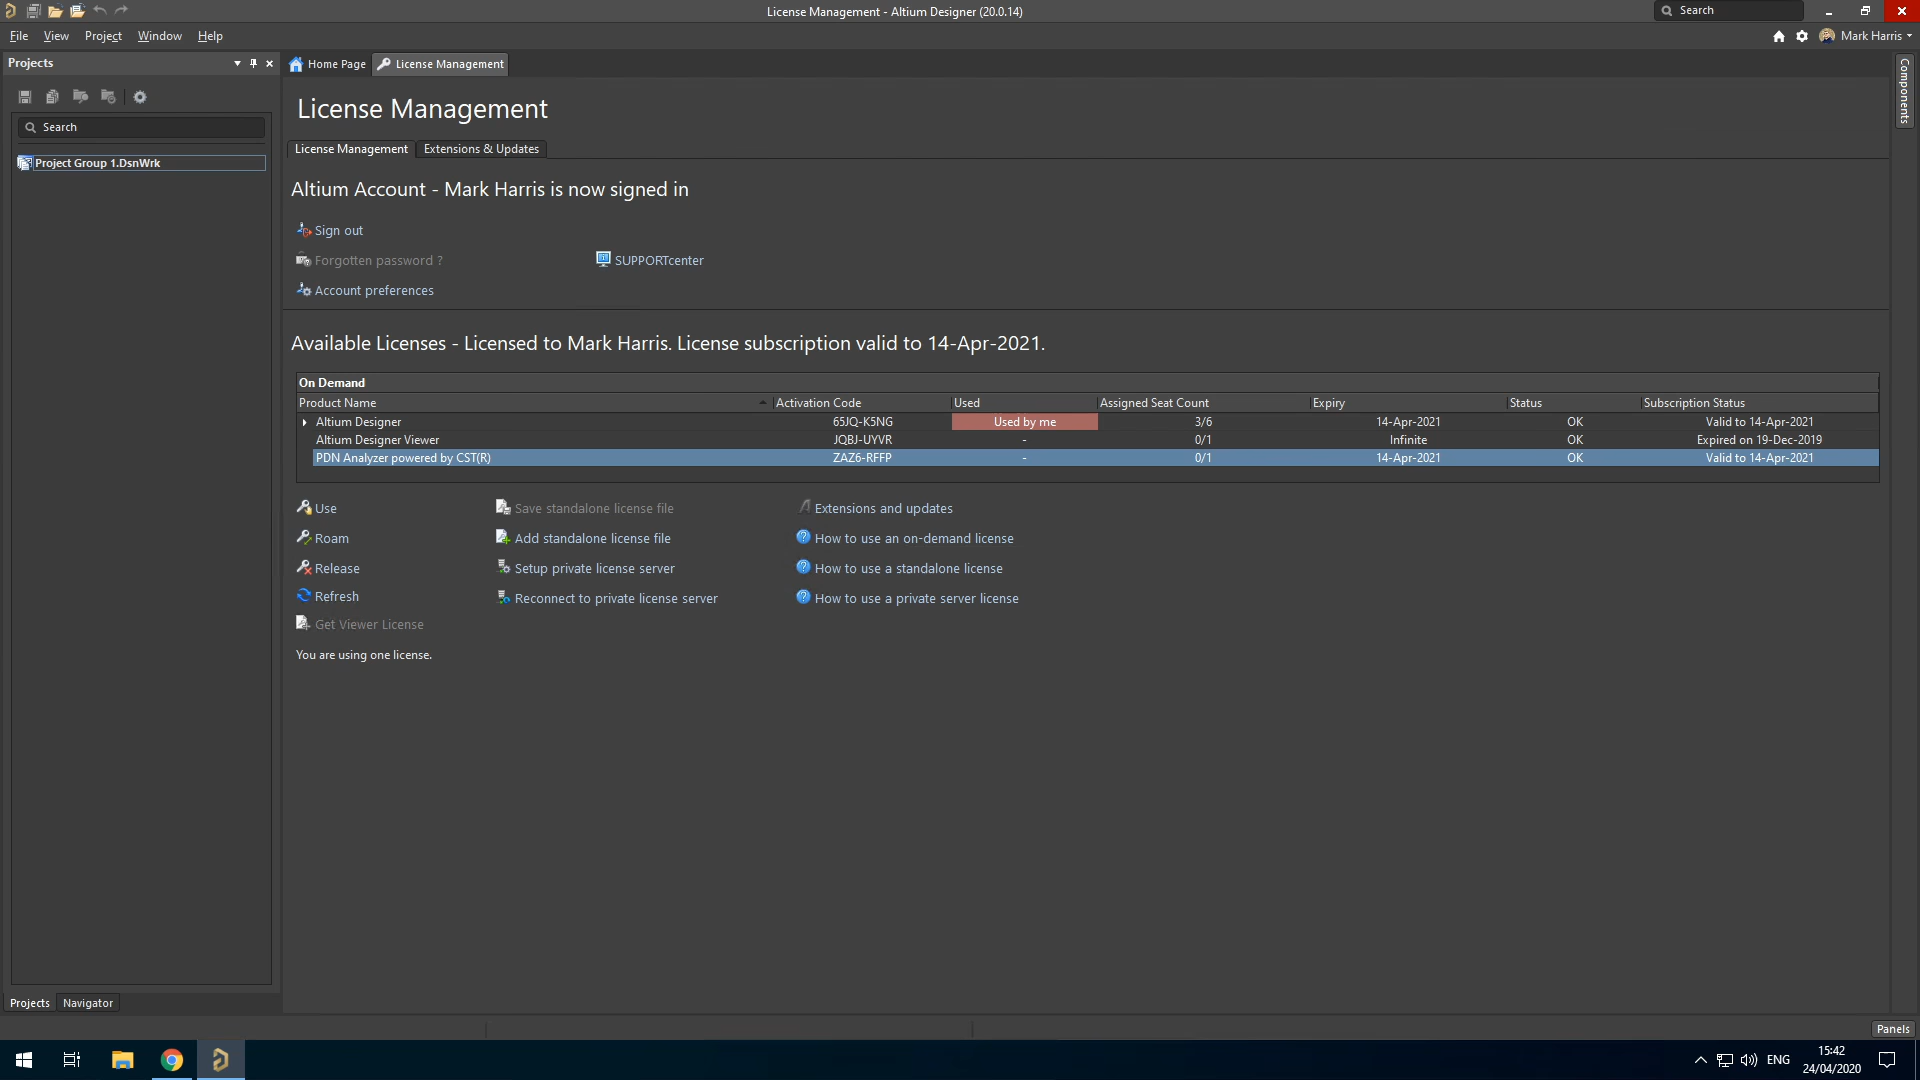 License Management - Altium Designer (20.0.14)
Search
File View Project Window Help
Mark Harris
Projects
Home Page
License Management
Components
Search
Project Group 1.DsnWrk
License Management
License Management
Extensions & Updates
Altium Account - Mark Harris is now signed in
Sign out
Forgotten password ?
SUPPORTcenter
Account preferences
Available Licenses - Licensed to Mark Harris. License subscription valid to 14-Apr-2021.
On Demand
Product Name Activation Code Used Assigned Seat Count Expiry Status Subscription Status
Altium Designer 65JQ-K5NG Used by me 3/6 14-Apr-2021 OK Valid to 14-Apr-2021
Altium Designer Viewer JQBJ-UYVR - 0/1 Infinite OK Expired on 19-Dec-2019
PDN Analyzer powered by CST(R) ZAZ6-RFFP - 0/1 14-Apr-2021 OK Valid to 14-Apr-2021
Use
Save standalone license file
Extensions and updates
Roam
Add standalone license file
How to use an on-demand license
Release
Setup private license server
How to use a standalone license
Refresh
Reconnect to private license server
How to use a private server license
Get Viewer License
You are using one license.
Projects
Navigator
Panels
ENG
15:42
24/04/2020